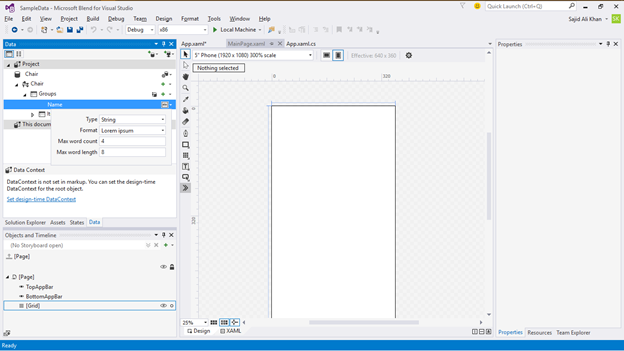 SampleData - Microsoft Blend for Visual Studio
Quick Launch (Ctrl+Q)
File Edit View Project Build Debug Team Design Format Tools Window Help
Sajid Ali Khan
Debug x86 Local Machine
Data
App.xaml* MainPage.xaml App.xaml.cs
Properties
5" Phone (1920 x 1080) 300% scale Effective: 640 x 360
Nothing selected
Project
Chair
Chair
Groups
Name
This docum
Type String
Format Lorem ipsum
Max word count 4
Max word length 8
0 320
320
Data Context
DataContext is not set in markup. You can set the design-time
DataContext for the root object.
Set design-time DataContext
Solution Explorer Assets States Data
Objects and Timeline
(No Storyboard open)
[Page]
[Page]
TopAppBar
BottomAppBar
[Grid]
25%
Design XAML
Properties Resources Team Explorer
Ready